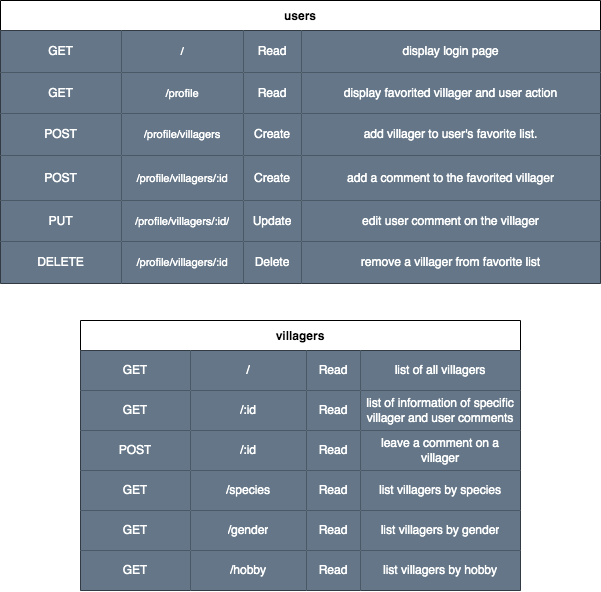 users
GET / Read display login page
GET /profile Read display favorited villager and user action
POST /profile/villagers Create add villager to user's favorite list.
POST /profile/villagers/:id Create add a comment to the favorited villager
PUT /profile/villagers/:id/ Update edit user comment on the villager
DELETE /profile/villagers/:id Delete remove a villager from favorite list
villagers
GET / Read list of all villagers
GET /:id Read list of information of specific
villager and user comments
POST /:id Read leave a comment on a
villager
GET /species Read list villagers by species
GET /gender Read list villagers by gender
GET /hobby Read list villagers by hobby